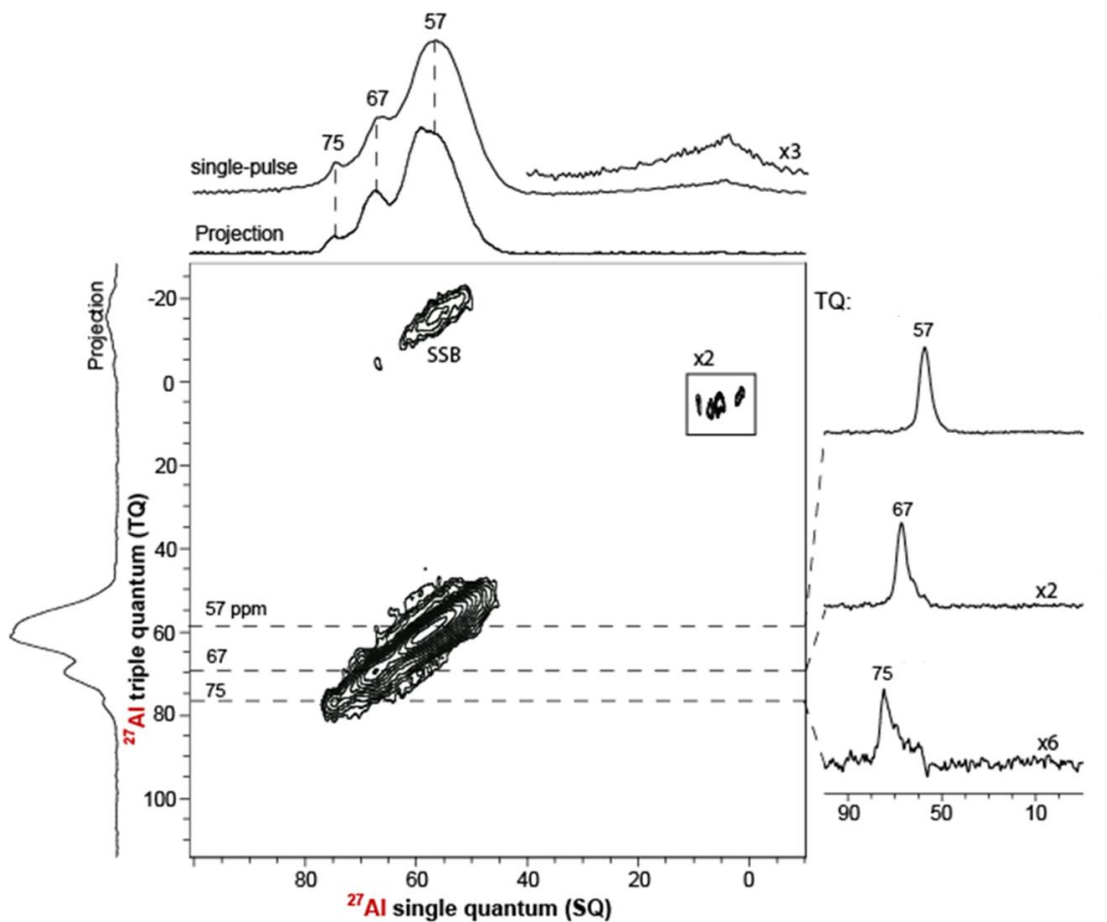 57
67
75
single-pulse
x3
Projection
Projection
-20
0
20
40
60
80
100
27Al triple quantum (TQ)
SSB
x2
57 ppm
67
75
80
60
40
20
0
27Al single quantum (SQ)
TQ:
57
67
x2
75
x6
90
50
10